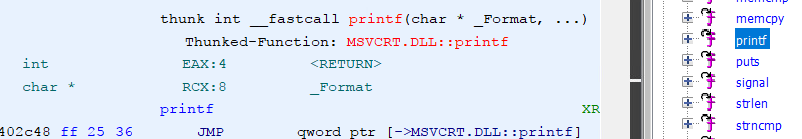 thunk int __fastcall printf(char * _Format, ...)
Thunked-Function: MSVCRT.DLL::printf
int EAX:4 <RETURN>
char * RCX:8 _Format
printf XR
402c48 ff 25 36 JMP qword ptr [->MSVCRT.DLL::printf]
memcpy
printf
puts
signal
strlen
strncmp